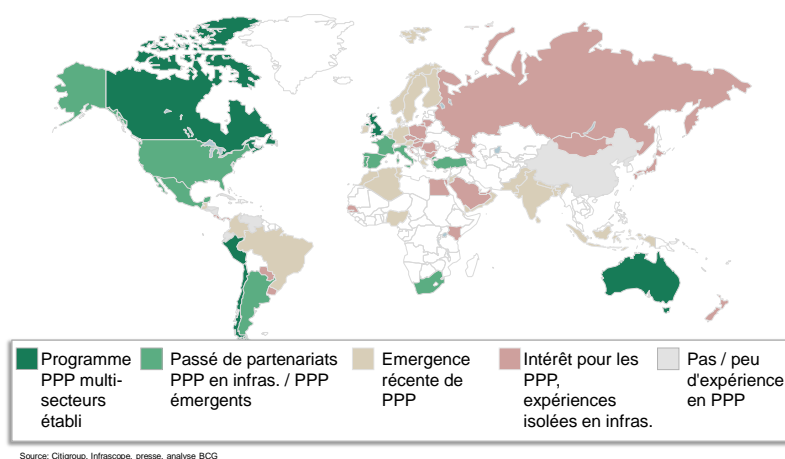 Programme
PPP multi-
secteurs
établi
Passé de partenariats
PPP en infras. / PPP
émergents
Emergence
récente de
PPP
Intérêt pour les
PPP,
expériences
isolées en infras.
Pas / peu
d'expérience
en PPP
Source: Citigroup, Infrascope, presse, analyse BCG